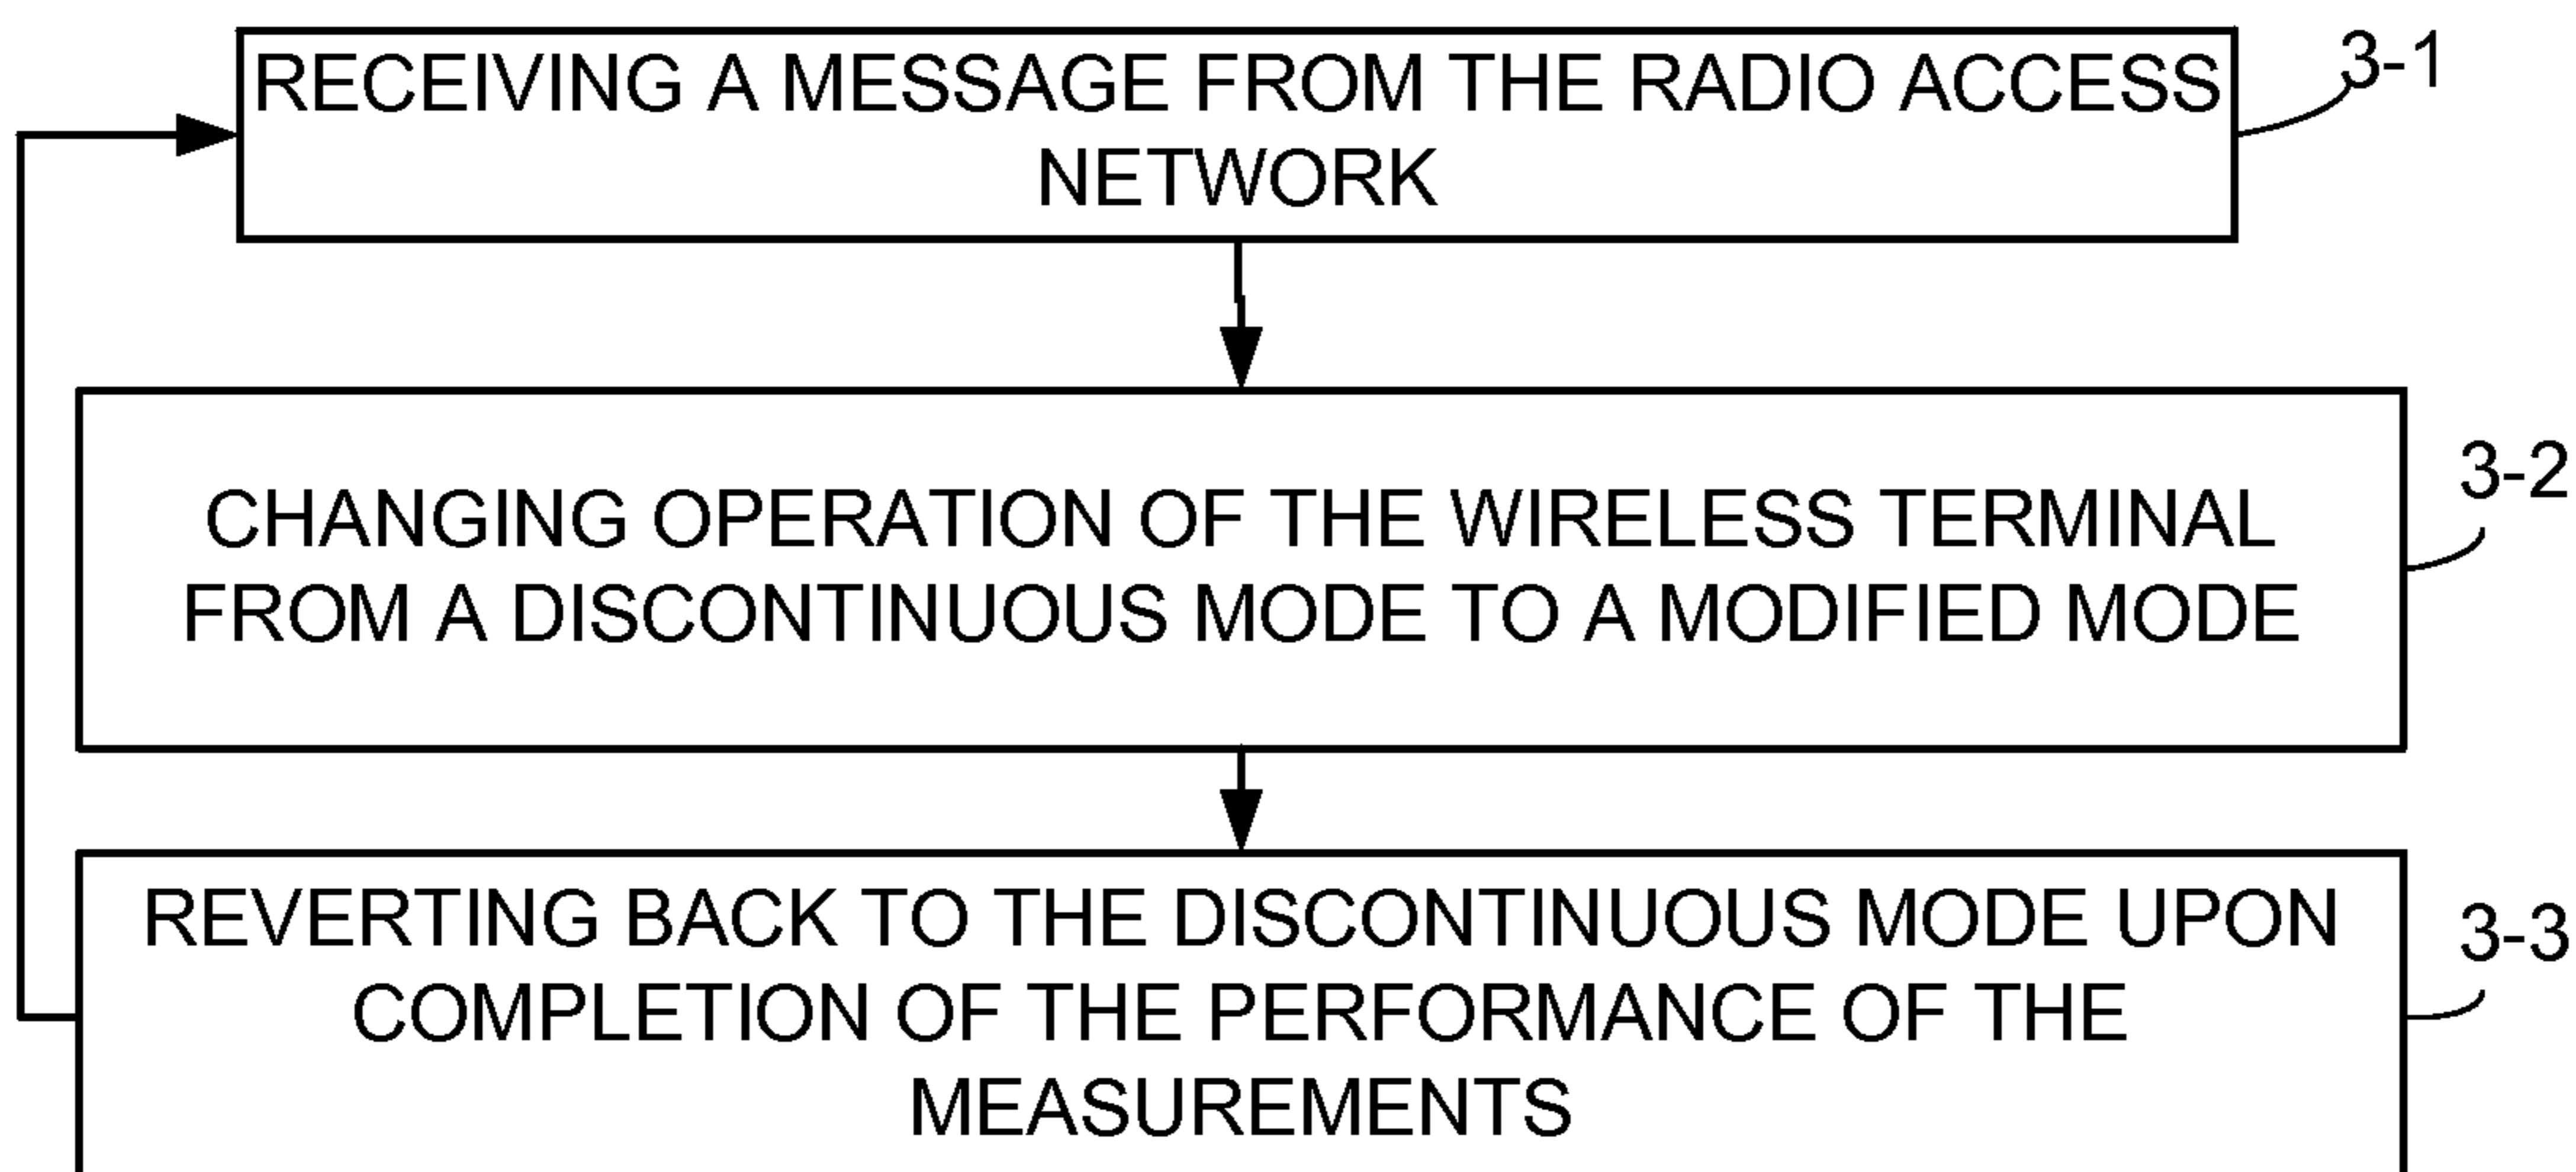 RECEIVING A MESSAGE FROM THE RADIO ACCESS
NETWORK
3-1
CHANGING OPERATION OF THE WIRELESS TERMINAL
FROM A DISCONTINUOUS MODE TO A MODIFIED MODE
3-2
REVERTING BACK TO THE DISCONTINUOUS MODE UPON
COMPLETION OF THE PERFORMANCE OF THE
MEASUREMENTS
3-3